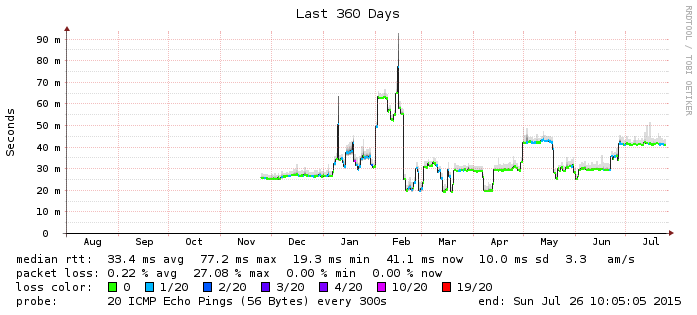 Last 360 Days
RRDTOOL / TOBI OETIKER
Seconds
90 m
80 m
70 m
60 m
50 m
40 m
30 m
20 m
10 m
0
Aug Sep Oct Nov Dec Jan Feb Mar Apr May Jun Jul
median rtt: 33.4 ms avg 77.2 ms max 19.3 ms min 41.1 ms now 10.0 ms sd 3.3 am/s
packet loss: 0.22 % avg 27.08 % max 0.00 % min 0.00 % now
loss color: 0 1/20 2/20 3/20 4/20 10/20 19/20
probe: 20 ICMP Echo Pings (56 Bytes) every 300s end: Sun Jul 26 10:05:05 2015